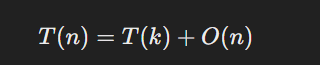 T(n) = T(k) + O(n)